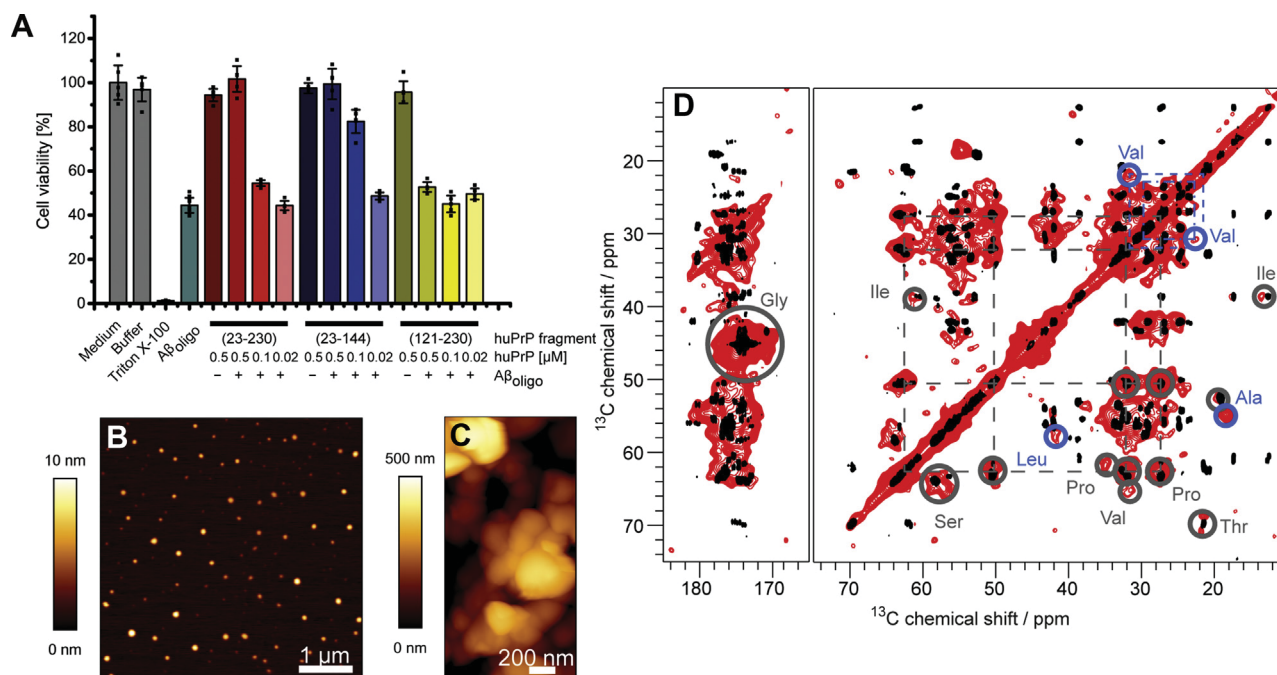 A
Cell viability [%]
120
100
80
60
40
20
0
Medium
Buffer
Triton X-100
Aβoligo
(23-230) (23-144) (121-230) huPrP fragment
0.5 0.5 0.1 0.02 0.5 0.5 0.1 0.02 0.5 0.5 0.1 0.02 huPrP [µM]
− + + + − + + + − + + + Aβoligo
B
10 nm
0 nm
1 µm
C
500 nm
0 nm
200 nm
D
Gly
180 170
13C chemical shift / ppm
20
30
40
50
60
70
Val
Val
Ile
Ile
Ala
Leu
Pro
Pro
Ser
Val
Thr
70 60 50 40 30 20
13C chemical shift / ppm